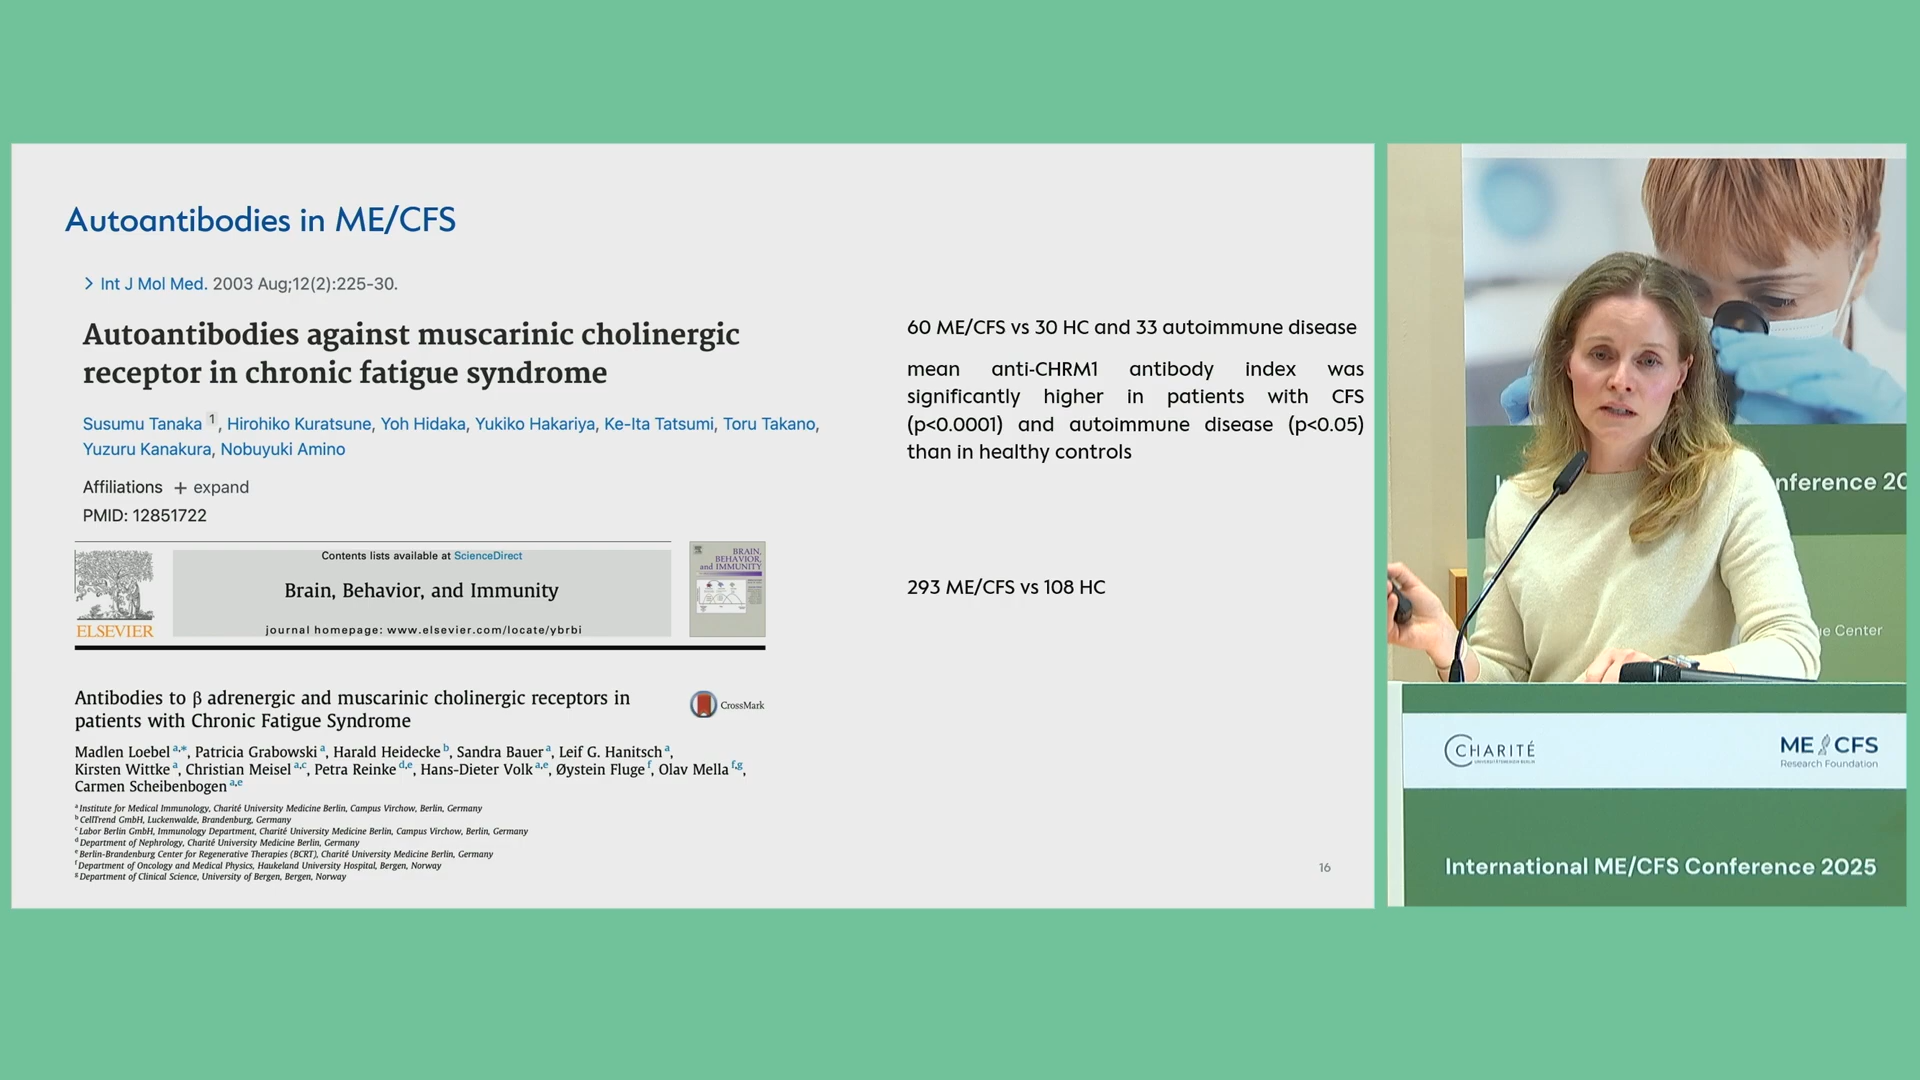 Autoantibodies in ME/CFS
> Int J Mol Med. 2003 Aug;12(2):225-30.
Autoantibodies against muscarinic cholinergic
receptor in chronic fatigue syndrome
Susumu Tanaka 1, Hirohiko Kuratsune, Yoh Hidaka, Yukiko Hakariya, Ke-Ita Tatsumi, Toru Takano,
Yuzuru Kanakura, Nobuyuki Amino
Affiliations + expand
PMID: 12851722
Contents lists available at ScienceDirect
Brain, Behavior, and Immunity
journal homepage: www.elsevier.com/locate/ybrbi
ELSEVIER
BRAIN,
BEHAVIOR,
and IMMUNITY
Antibodies to β adrenergic and muscarinic cholinergic receptors in
patients with Chronic Fatigue Syndrome
CrossMark
Madlen Loebel a,*, Patricia Grabowski a, Harald Heidecke b, Sandra Bauer a, Leif G. Hanitsch a,
Kirsten Wittke a, Christian Meisel a,c, Petra Reinke d,e, Hans-Dieter Volk a,e, Øystein Fluge f, Olav Mella f,g,
Carmen Scheibenbogen a,e
a Institute for Medical Immunology, Charité University Medicine Berlin, Campus Virchow, Berlin, Germany
b CellTrend GmbH, Luckenwalde, Brandenburg, Germany
c Labor Berlin GmbH, Immunology Department, Charité University Medicine Berlin, Campus Virchow, Berlin, Germany
d Department of Nephrology, Charité University Medicine Berlin, Germany
e Berlin-Brandenburg Center for Regenerative Therapies (BCRT), Charité University Medicine Berlin, Germany
f Department of Oncology and Medical Physics, Haukeland University Hospital, Bergen, Norway
g Department of Clinical Science, University of Bergen, Bergen, Norway
60 ME/CFS vs 30 HC and 33 autoimmune disease
mean anti-CHRM1 antibody index was
significantly higher in patients with CFS
(p<0.0001) and autoimmune disease (p<0.05)
than in healthy controls
293 ME/CFS vs 108 HC
16
nference 20
e Center
CHARITÉ
UNIVERSITÄTSMEDIZIN BERLIN
ME CFS
Research Foundation
International ME/CFS Conference 2025